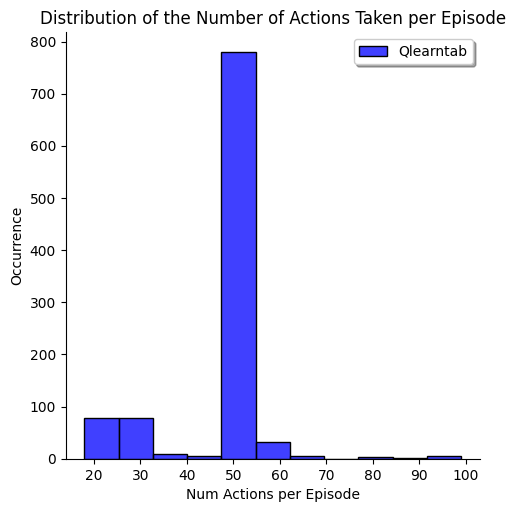 Distribution of the Number of Actions Taken per Episode
Qlearntab
800
700
600
500
400
300
200
100
0
Occurrence
20 30 40 50 60 70 80 90 100
Num Actions per Episode